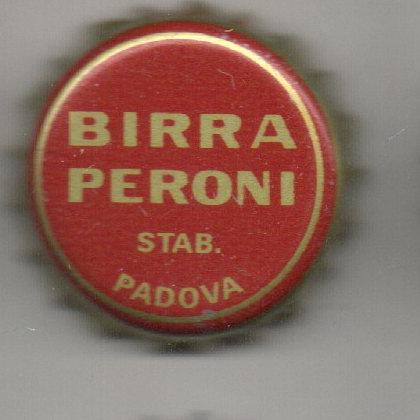 BIRRA
PERONI
STAB.
PADOVA